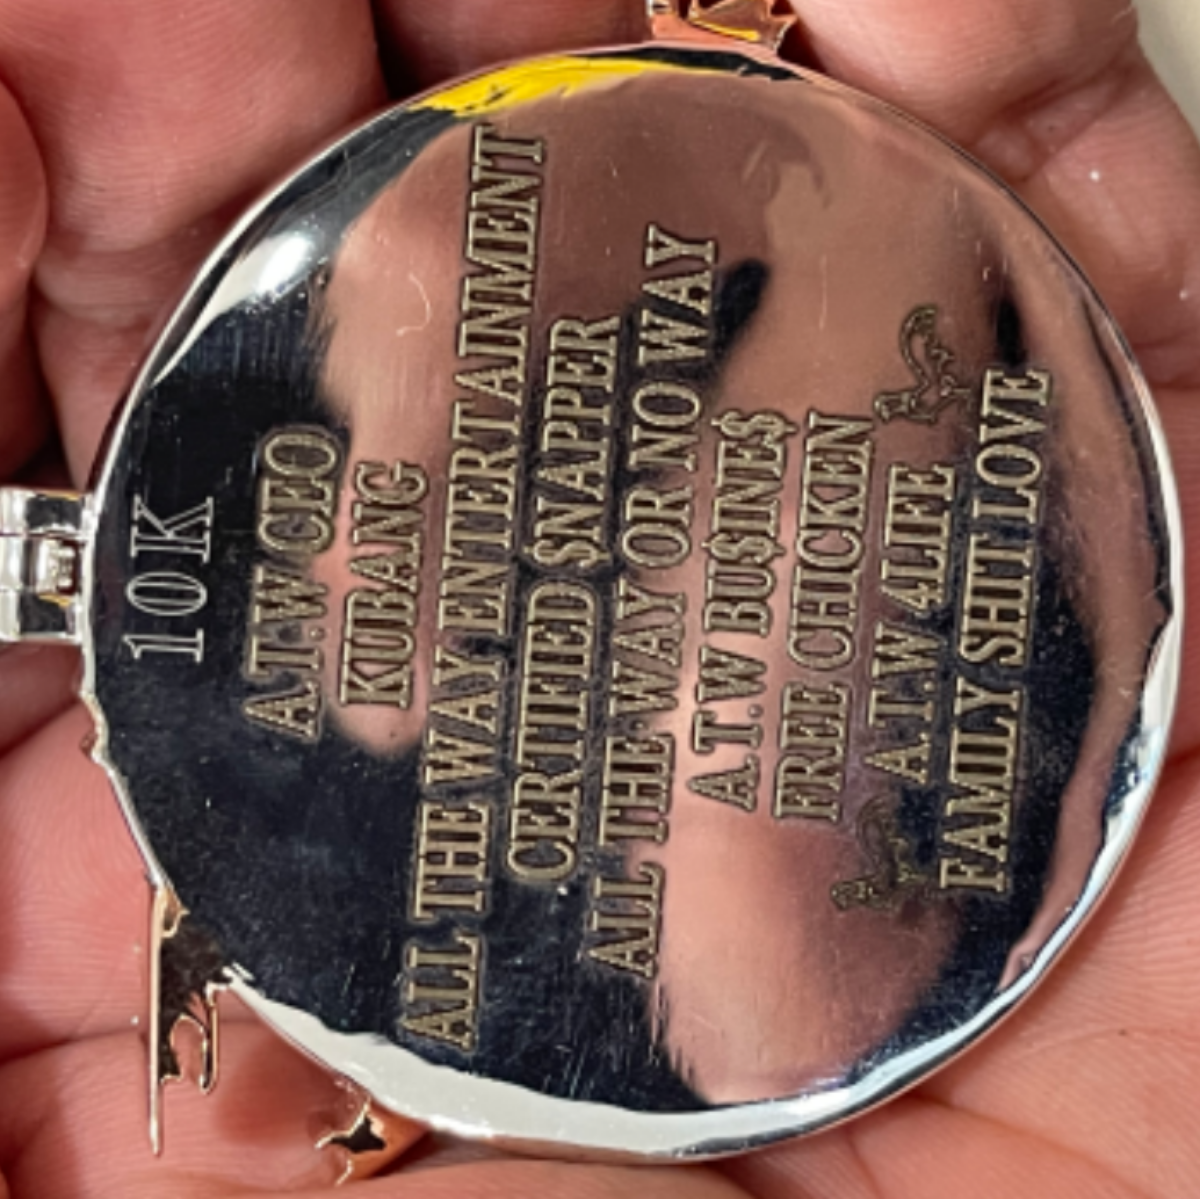 10K
A.T.W CEO
KUBANG
ALL THE WAY ENTERTAINMENT
CERTIFIED $NAPPER
ALL THE WAY OR NO WAY
A.T.W BU$INE$
FREE CHICKEN
A.T.W 4LIFE
FAMILY SHIT LOVE